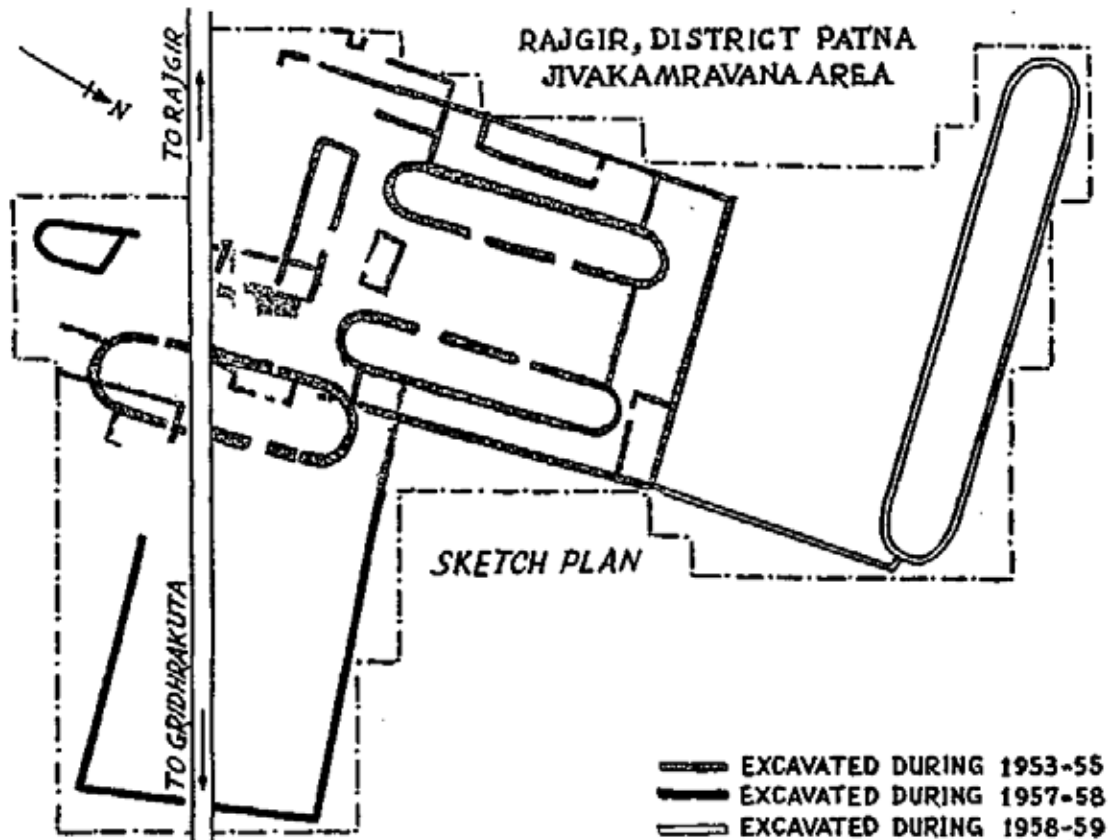 RAJGIR, DISTRICT PATNA
JIVAKAMRAVANA AREA
N
TO RAJGIR
TO GRIDHRAKUTA
SKETCH PLAN
EXCAVATED DURING 1953-55
EXCAVATED DURING 1957-58
EXCAVATED DURING 1958-59